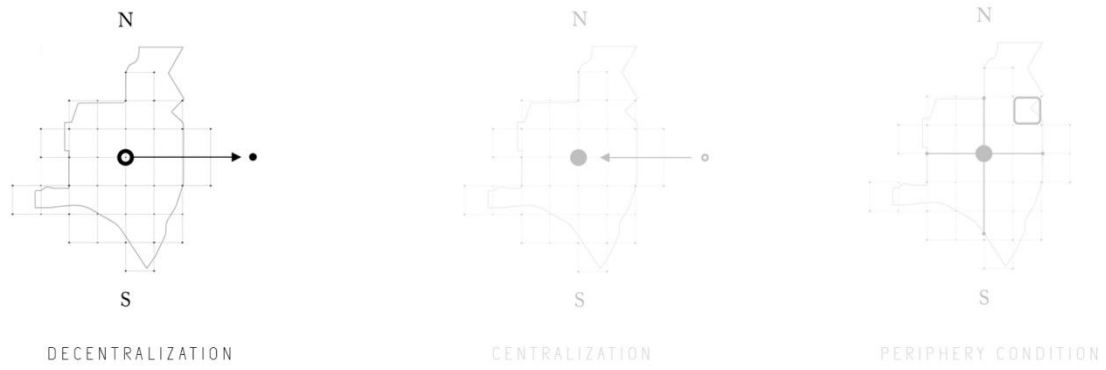 N
N
N
S
S
S
DECENTRALIZATION
CENTRALIZATION
PERIPHERY CONDITION